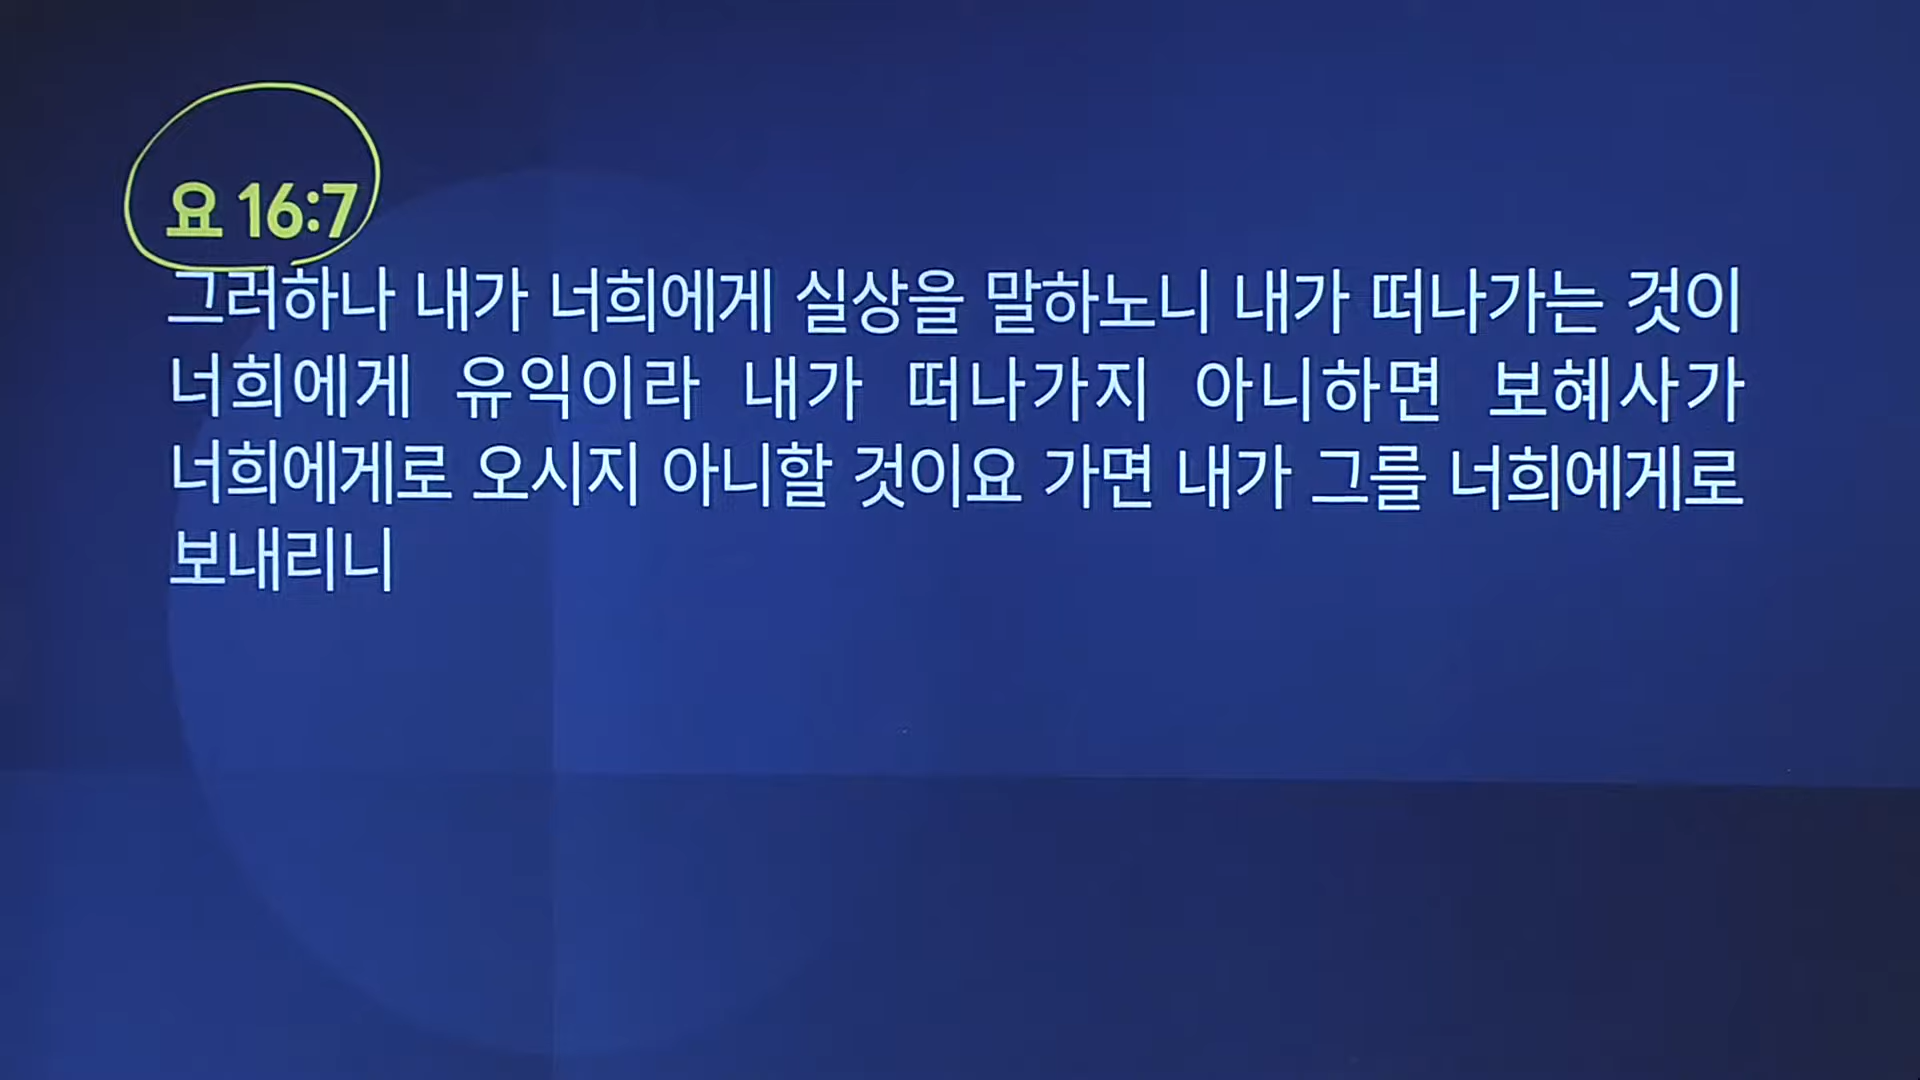 요 16:7
그러하나 내가 너희에게 실상을 말하노니 내가 떠나가는 것이
너희에게 유익이라 내가 떠나가지 아니하면 보혜사가
너희에게로 오시지 아니할 것이요 가면 내가 그를 너희에게로
보내리니